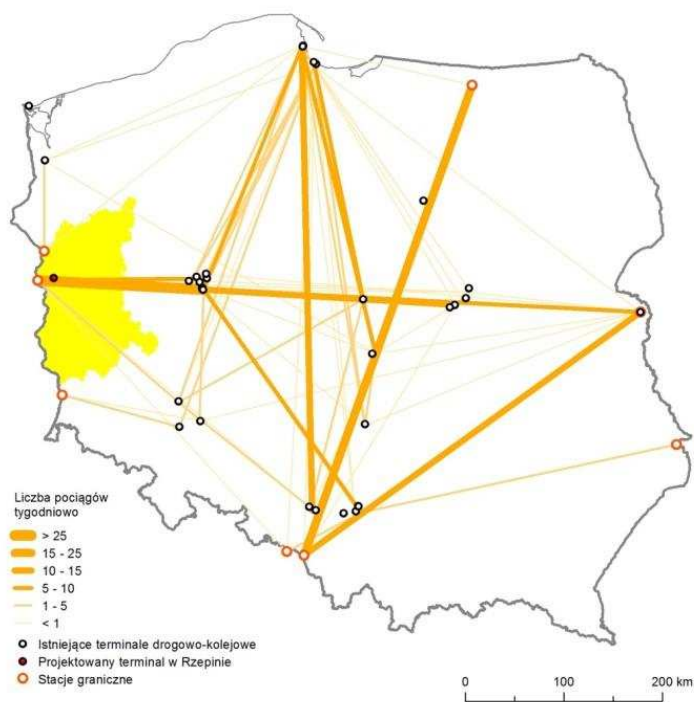 Liczba pociągów
tygodniowo
> 25
15 - 25
10 - 15
5 - 10
1 - 5
< 1
Istniejące terminale drogowo-kolejowe
Projektowany terminal w Rzepinie
Stacje graniczne
0 100 200 km